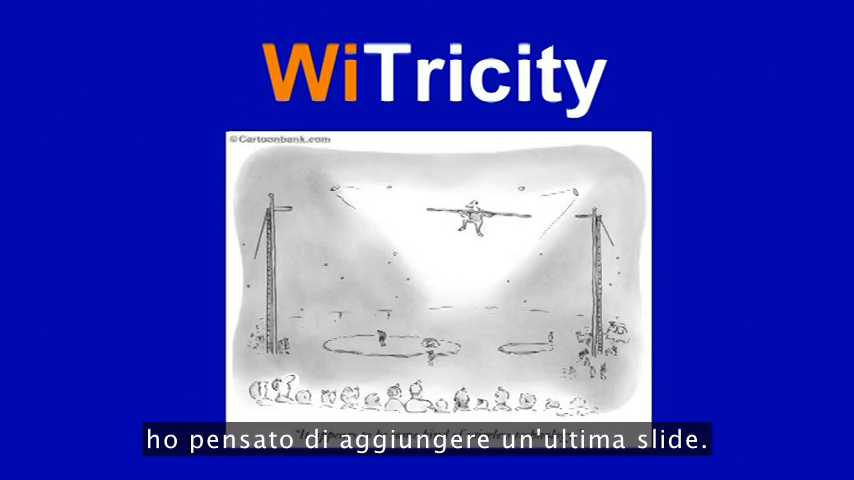 WiTricity
©Cartoonbank.com
ho pensato di aggiungere un'ultima slide.